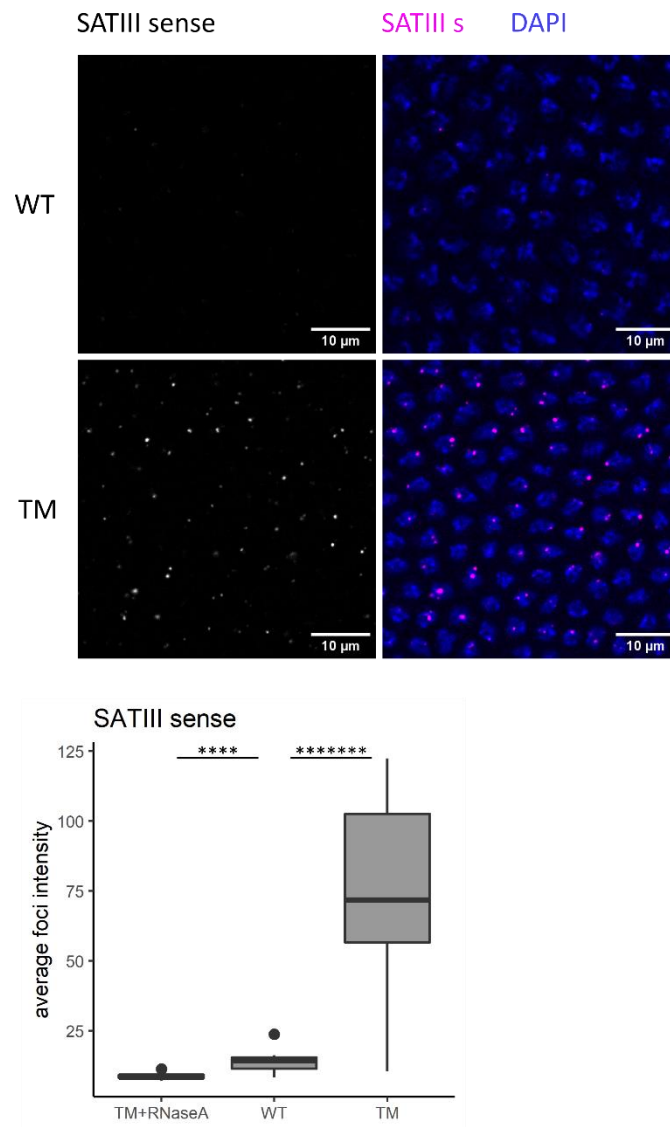 SATIII sense SATIII s DAPI
WT
10 µm 10 µm
TM
10 µm 10 µm
SATIII sense
125
**** *******
100
75
50
25
average foci intensity
TM+RNaseA WT TM